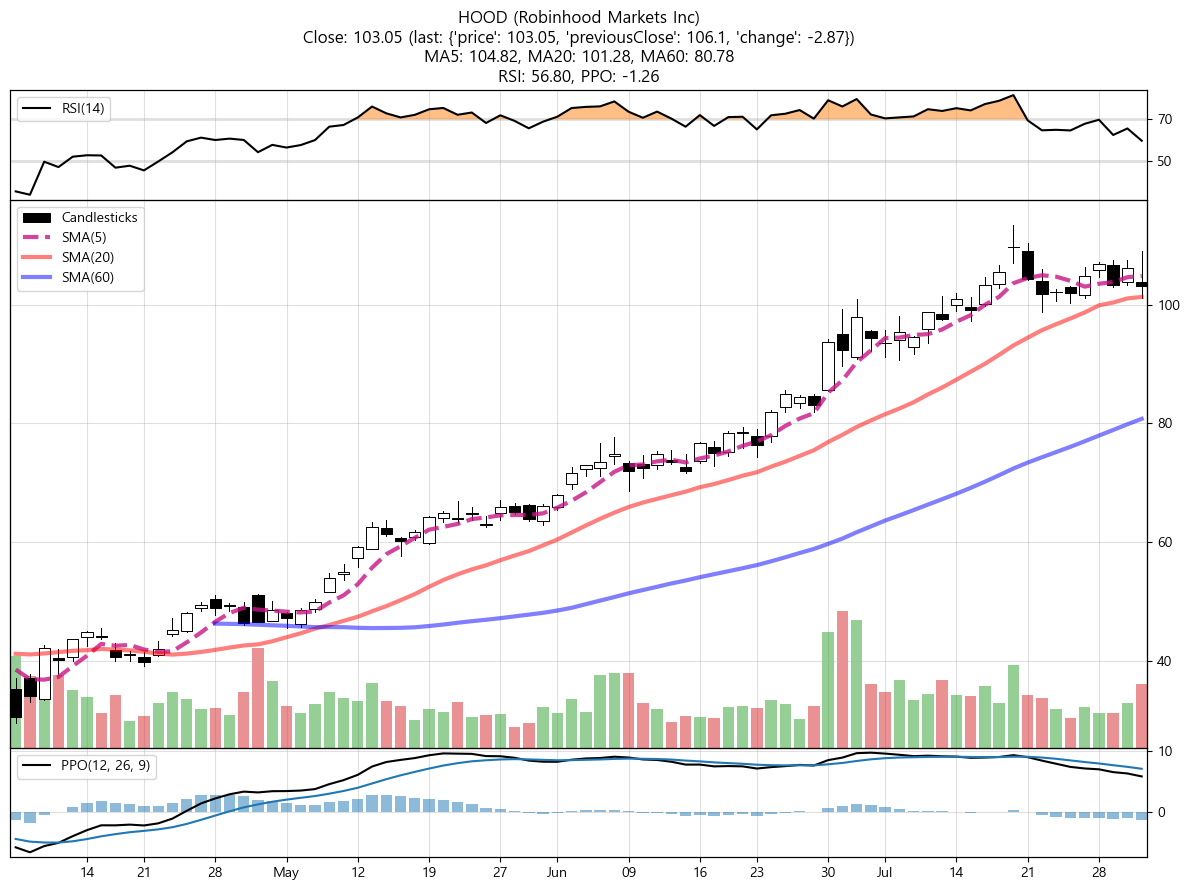 HOOD (Robinhood Markets Inc)
Close: 103.05 (last: {'price': 103.05, 'previousClose': 106.1, 'change': -2.87})
MA5: 104.82, MA20: 101.28, MA60: 80.78
RSI: 56.80, PPO: -1.26
RSI(14)
70
50
Candlesticks
SMA(5)
SMA(20)
SMA(60)
100
80
60
40
PPO(12, 26, 9)
10
0
14 21 28 May 12 19 27 Jun 09 16 23 30 Jul 14 21 28